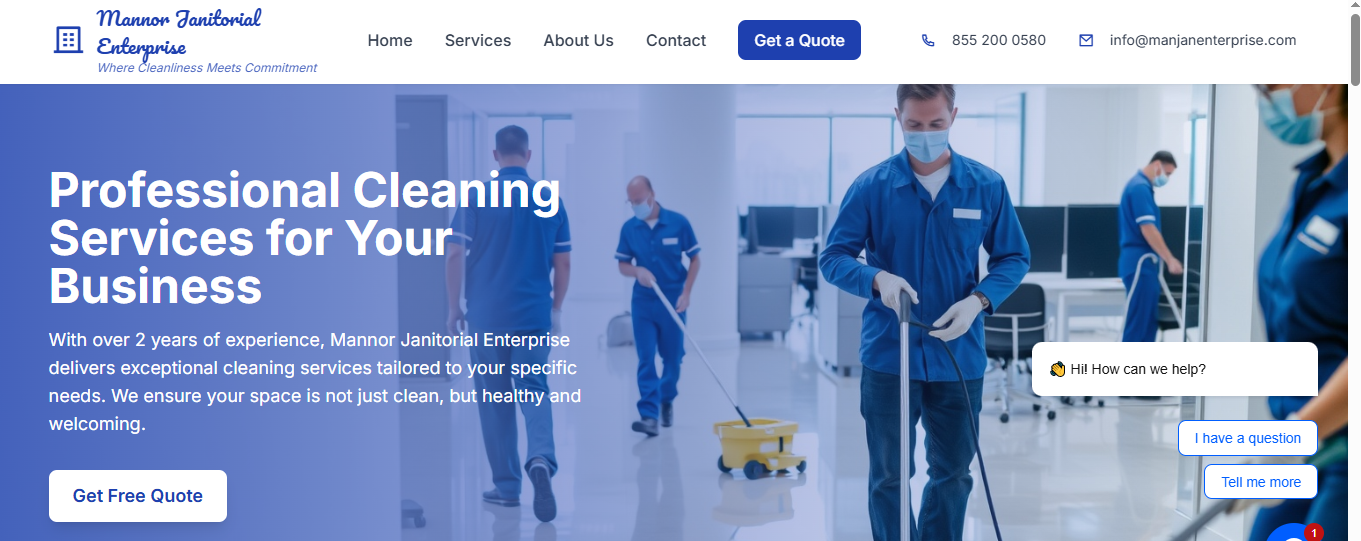 Mannor Janitorial
Enterprise
Where Cleanliness Meets Commitment
Home Services About Us Contact Get a Quote 855 200 0580 info@manjanenterprise.com
Professional Cleaning
Services for Your
Business
With over 2 years of experience, Mannor Janitorial Enterprise
delivers exceptional cleaning services tailored to your specific
needs. We ensure your space is not just clean, but healthy and
welcoming.
Get Free Quote
👋 Hi! How can we help?
I have a question
Tell me more
1